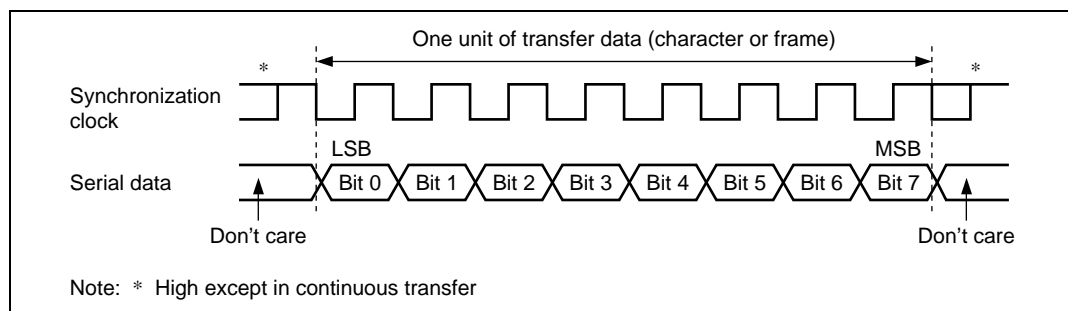 One unit of transfer data (character or frame)
* *
Synchronization
clock
LSB MSB
Serial data Bit 0 Bit 1 Bit 2 Bit 3 Bit 4 Bit 5 Bit 6 Bit 7
Don’t care Don’t care
Note: * High except in continuous transfer